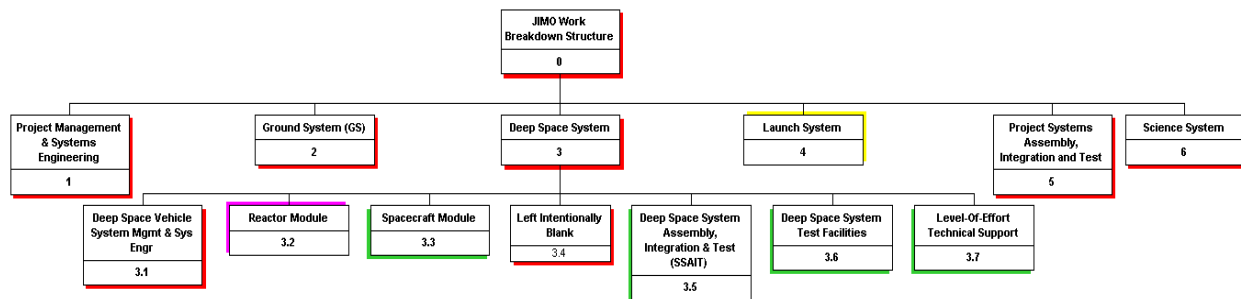 JIMO Work
Breakdown Structure
0
Project Management
& Systems
Engineering
1
Ground System (GS)
2
Deep Space System
3
Launch System
4
Project Systems
Assembly,
Integration and Test
5
Science System
6
Deep Space Vehicle
System Mgmt & Sys
Engr
3.1
Reactor Module
3.2
Spacecraft Module
3.3
Left Intentionally
Blank
3.4
Deep Space System
Assembly,
Integration & Test
(SSAIT)
3.5
Deep Space System
Test Facilities
3.6
Level-Of-Effort
Technical Support
3.7